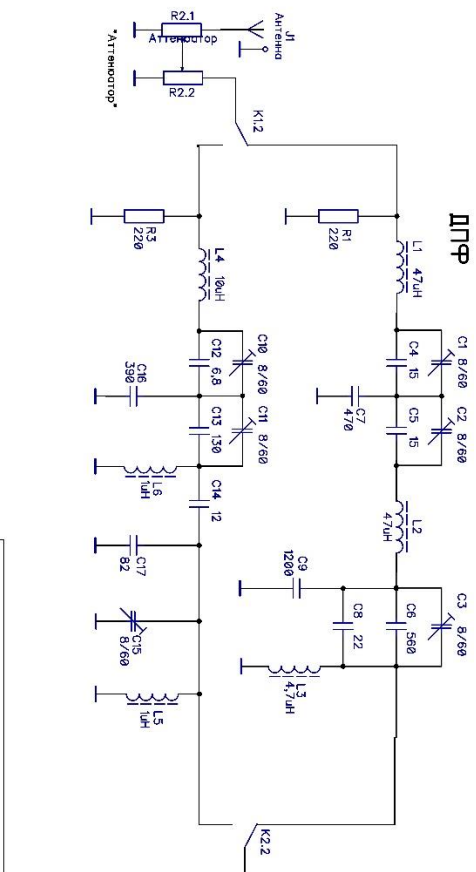 ДПФ
J1
Антенна
R2.1
Аттенюатор
R2.2
"Аттенюатор"
K1.2
R1
220
L1
47uH
C1
8/60
C4
15
C2
8/60
C5
15
C7
470
L2
47uH
C3
8/60
C6
560
C8
22
C9
1200
L3
4,7uH
R3
220
L4
10uH
C10
8/60
C12
6,8
C11
8/60
C13
130
C16
390
L6
1uH
C14
12
C17
82
C15
8/60
L5
1uH
K2.2